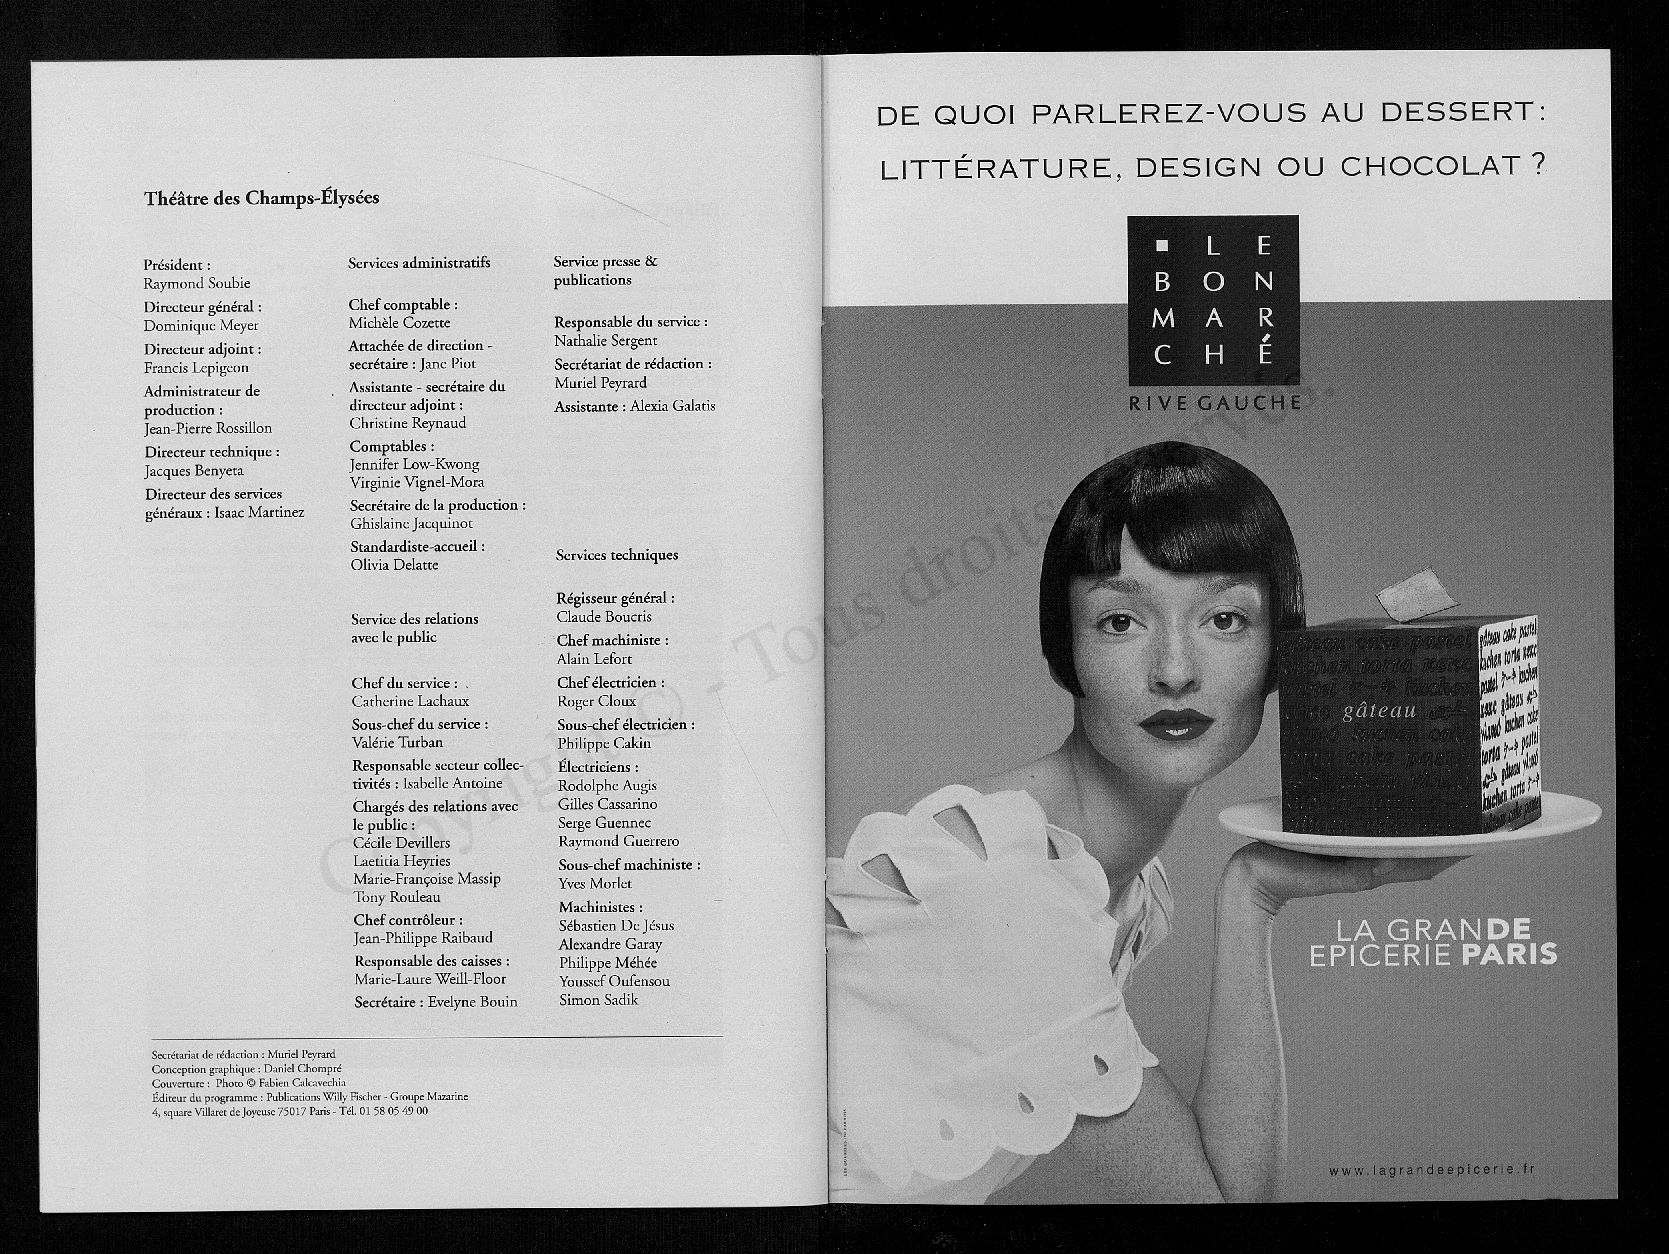 Théâtre des Champs-Élysées
Président :
Raymond Soubie
Directeur général :
Dominique Meyer
Directeur adjoint :
Francis Lepigeon
Administrateur de
production :
Jean-Pierre Rossillon
Directeur technique :
Jacques Benyeta
Directeur des services
généraux : Isaac Martinez
Services administratifs
Chef comptable :
Michèle Cozette
Attachée de direction -
secrétaire : Jane Piot
Assistante - secrétaire du
directeur adjoint :
Christine Reynaud
Comptables :
Jennifer Low-Kwong
Virginie Vignel-Mora
Secrétaire de la production :
Ghislaine Jacquinot
Standardiste-accueil :
Olivia Delatte
Service des relations
avec le public
Chef du service :
Catherine Lachaux
Sous-chef du service :
Valérie Turban
Responsable secteur collec-
tivités : Isabelle Antoine
Chargés des relations avec
le public :
Cécile Devillers
Laetitia Heyries
Marie-Françoise Massip
Tony Rouleau
Chef contrôleur :
Jean-Philippe Raibaud
Responsable des caisses :
Marie-Laure Weill-Floor
Secrétaire : Evelyne Bouin
Service presse &
publications
Responsable du service :
Nathalie Sergent
Secrétariat de rédaction :
Muriel Peyrard
Assistante : Alexia Galatis
Services techniques
Régisseur général :
Claude Boucris
Chef machiniste :
Alain Lefort
Chef électricien :
Roger Cloux
Sous-chef électricien :
Philippe Cakin
Électriciens :
Rodolphe Augis
Gilles Cassarino
Serge Guennec
Raymond Guerrero
Sous-chef machiniste :
Yves Morlet
Machinistes :
Sébastien De Jésus
Alexandre Garay
Philippe Méhée
Youssef Oufensou
Simon Sadik
Secrétariat de rédaction : Muriel Peyrard
Conception graphique : Daniel Chompré
Couverture : Photo © Fabien Calcavechia
Éditeur du programme : Publications Willy Fischer - Groupe Mazarine
4, square Villaret de Joyeuse 75017 Paris - Tél. 01 58 05 49 00
Copyright © - Tous droits
DE QUOI PARLEREZ-VOUS AU DESSERT :
LITTÉRATURE, DESIGN OU CHOCOLAT ?
LE
BON
MAR
CHÉ
RIVE GAUCHE
gâteau
gâteau cake pastel
kuchen torta
LA GRANDE
EPICERIE PARIS
www.lagrandeepicerie.fr